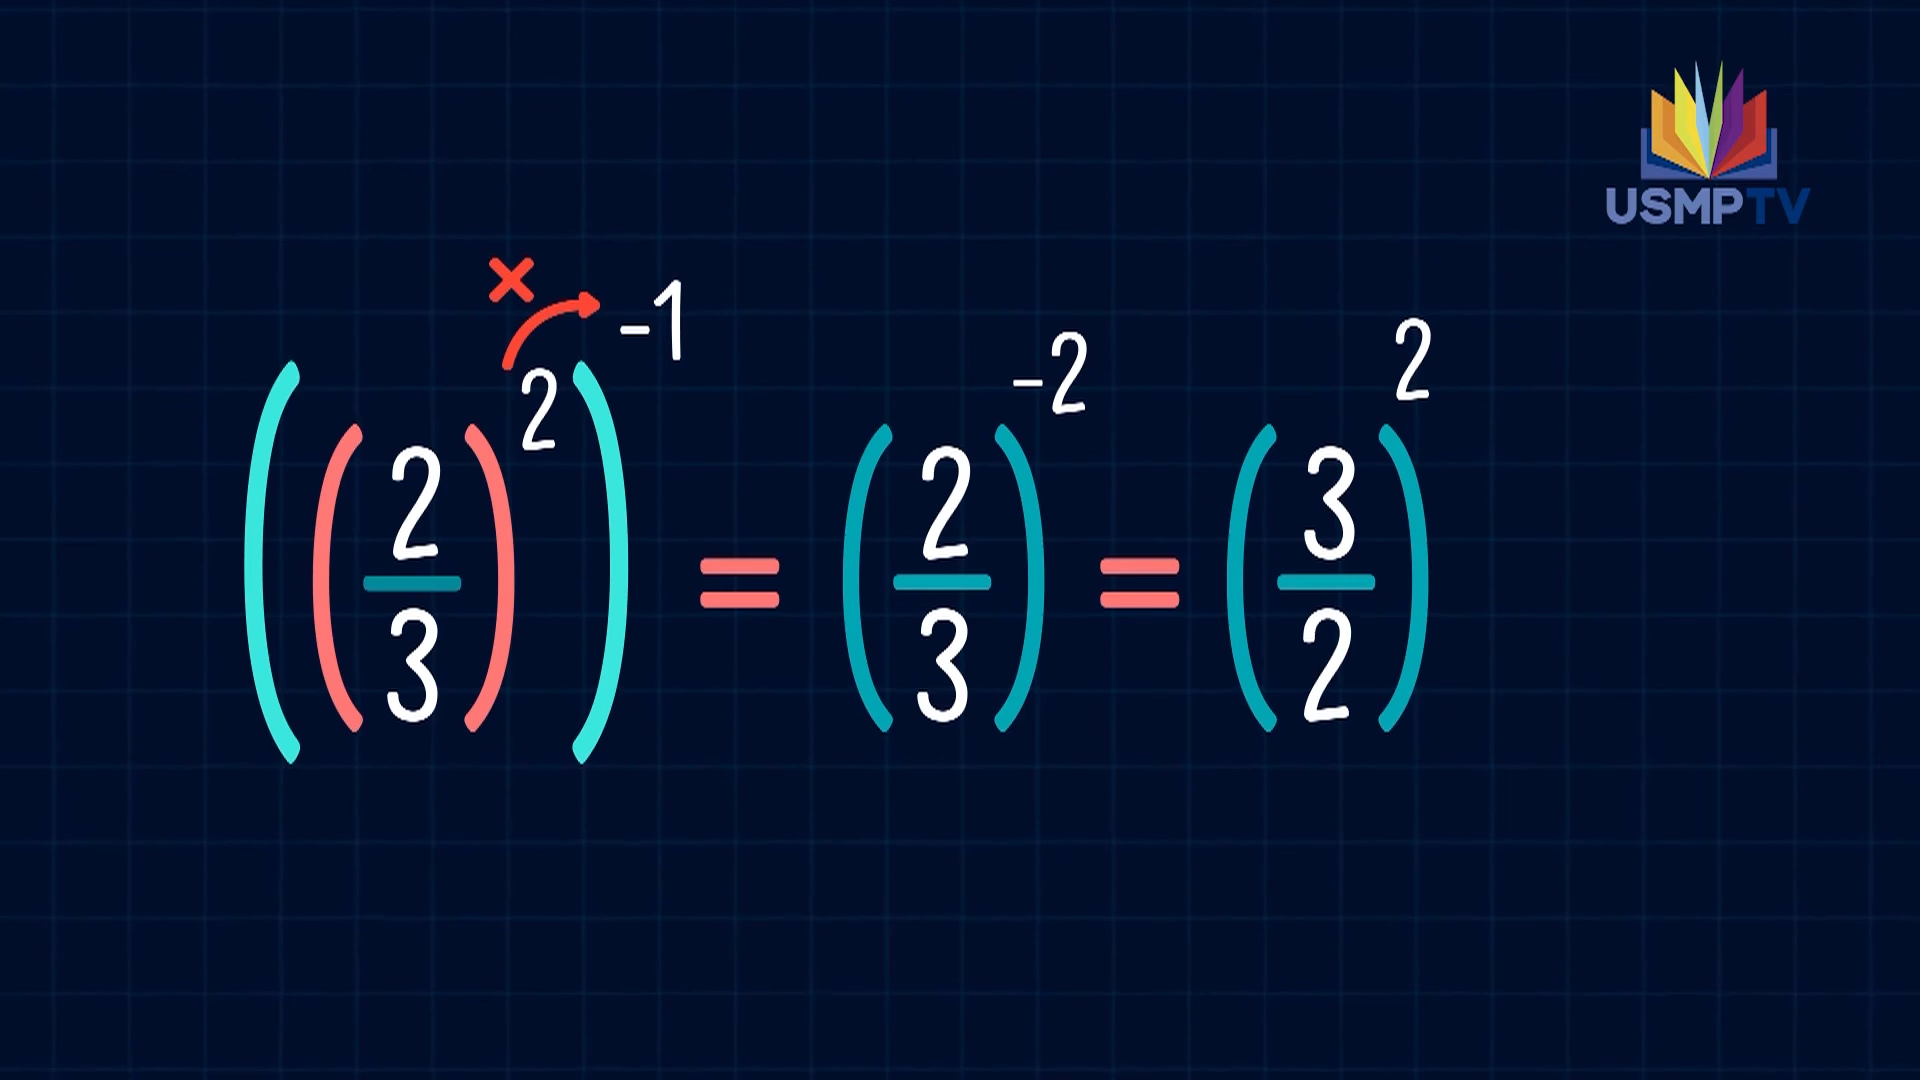 USMPTV
((2/3)²)⁻¹ = (2/3)⁻² = (3/2)²